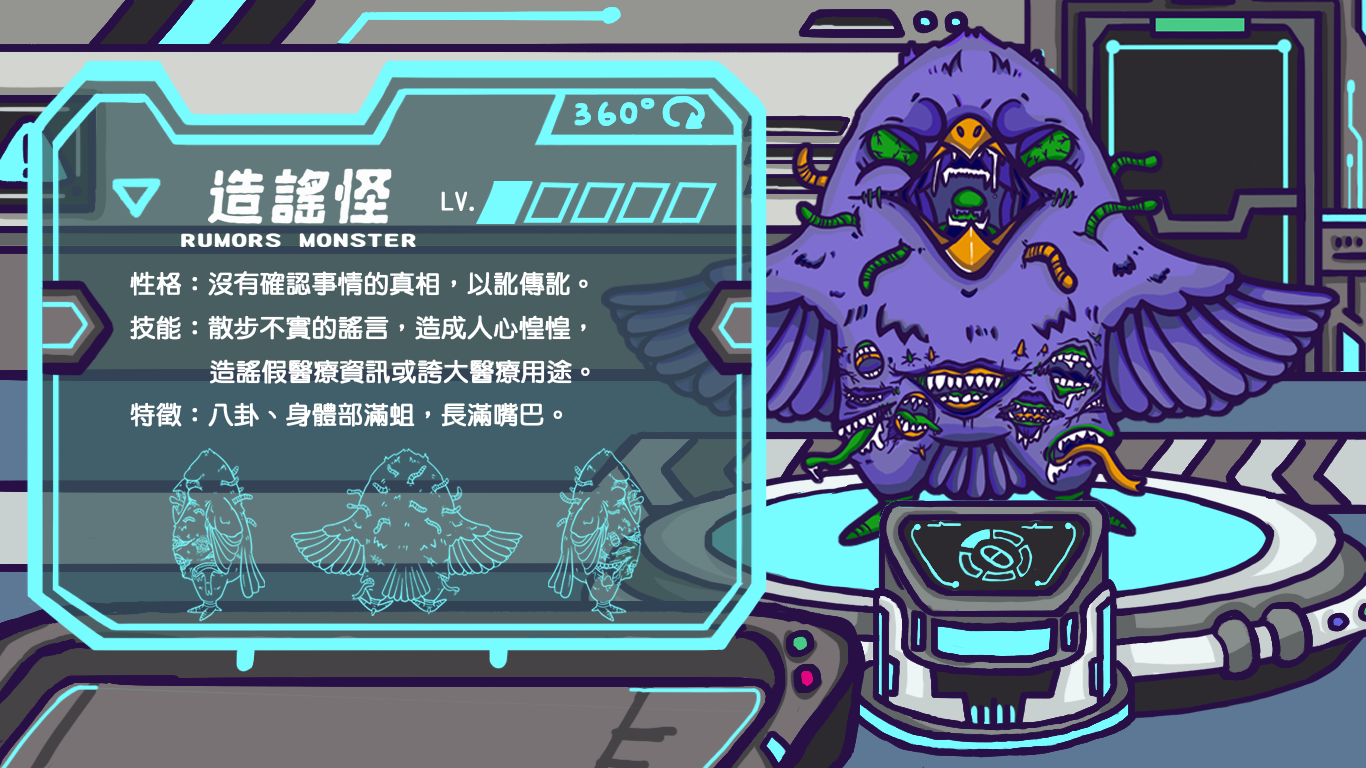 360°
造謠怪 LV.
RUMORS MONSTER
性格：沒有確認事情的真相，以訛傳訛。
技能：散步不實的謠言，造成人心惶惶，
造謠假醫療資訊或誇大醫療用途。
特徵：八卦、身體部滿蛆，長滿嘴巴。